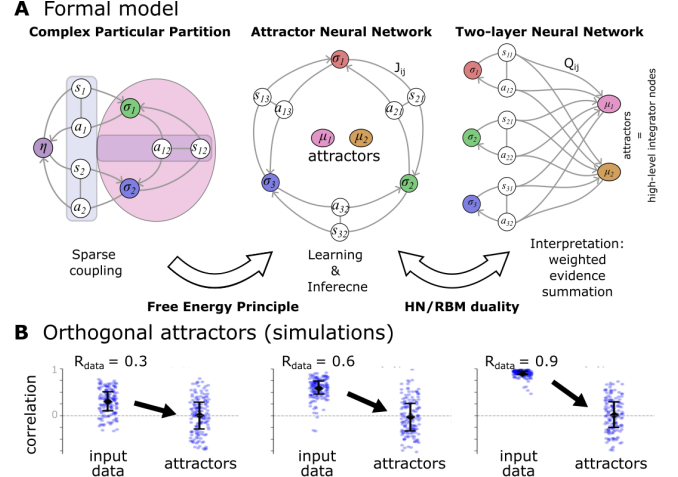 A Formal model
Complex Particular Partition
Attractor Neural Network
Two-layer Neural Network
s1
a1
s2
a2
η
σ1
σ2
a12
s12
σ1
Jij
s13
a13
s21
a21
μ1
μ2
attractors
σ3
σ2
a32
s32
σ1
s11
a12
Qij
σ2
s21
a22
σ3
s31
a32
μ1
μ2
attractors
=
high-level integrator nodes
Sparse
coupling
Learning
&
Inferecne
Interpretation:
weighted
evidence
summation
Free Energy Principle
HN/RBM duality
B Orthogonal attractors (simulations)
Rdata = 0.3
Rdata = 0.6
Rdata = 0.9
correlation
1
0
input
data
attractors
input
data
attractors
input
data
attractors